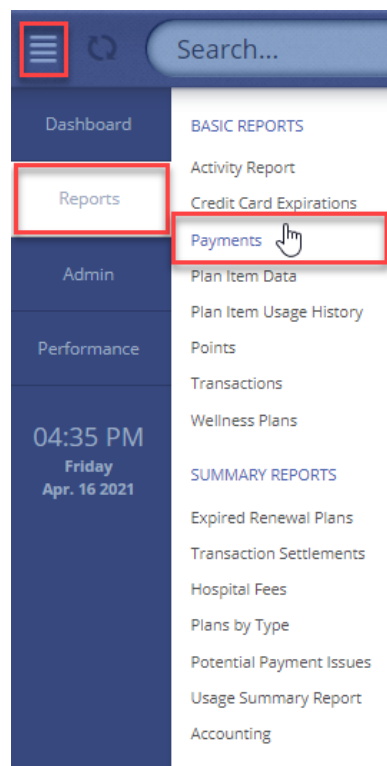 Search...
Dashboard
Reports
Admin
Performance
04:35 PM
Friday
Apr. 16 2021
BASIC REPORTS
Activity Report
Credit Card Expirations
Payments
Plan Item Data
Plan Item Usage History
Points
Transactions
Wellness Plans
SUMMARY REPORTS
Expired Renewal Plans
Transaction Settlements
Hospital Fees
Plans by Type
Potential Payment Issues
Usage Summary Report
Accounting